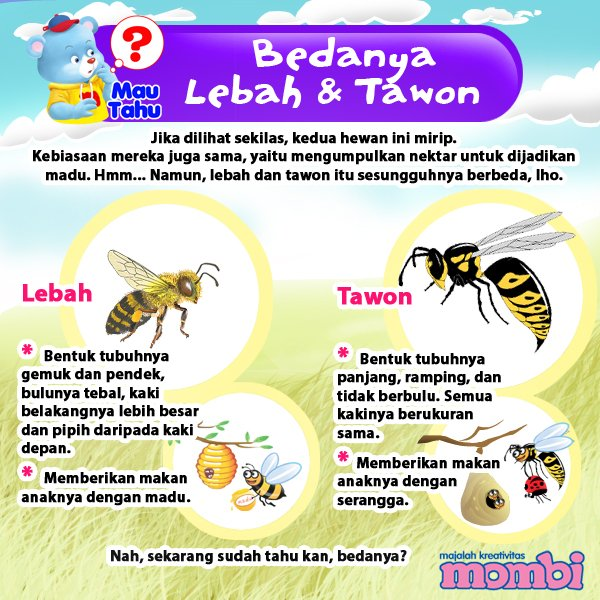 Mau
Tahu
?
Bedanya
Lebah & Tawon
Jika dilihat sekilas, kedua hewan ini mirip.
Kebiasaan mereka juga sama, yaitu mengumpulkan nektar untuk dijadikan
madu. Hmm... Namun, lebah dan tawon itu sesungguhnya berbeda, lho.
Lebah
* Bentuk tubuhnya
gemuk dan pendek,
bulunya tebal, kaki
belakangnya lebih besar
dan pipih daripada kaki
depan.
* Memberikan makan
anaknya dengan madu.
madu
Tawon
* Bentuk tubuhnya
panjang, ramping, dan
tidak berbulu. Semua
kakinya berukuran
sama.
* Memberikan makan
anaknya dengan
serangga.
Nah, sekarang sudah tahu kan, bedanya?
majalah kreativitas
mombi